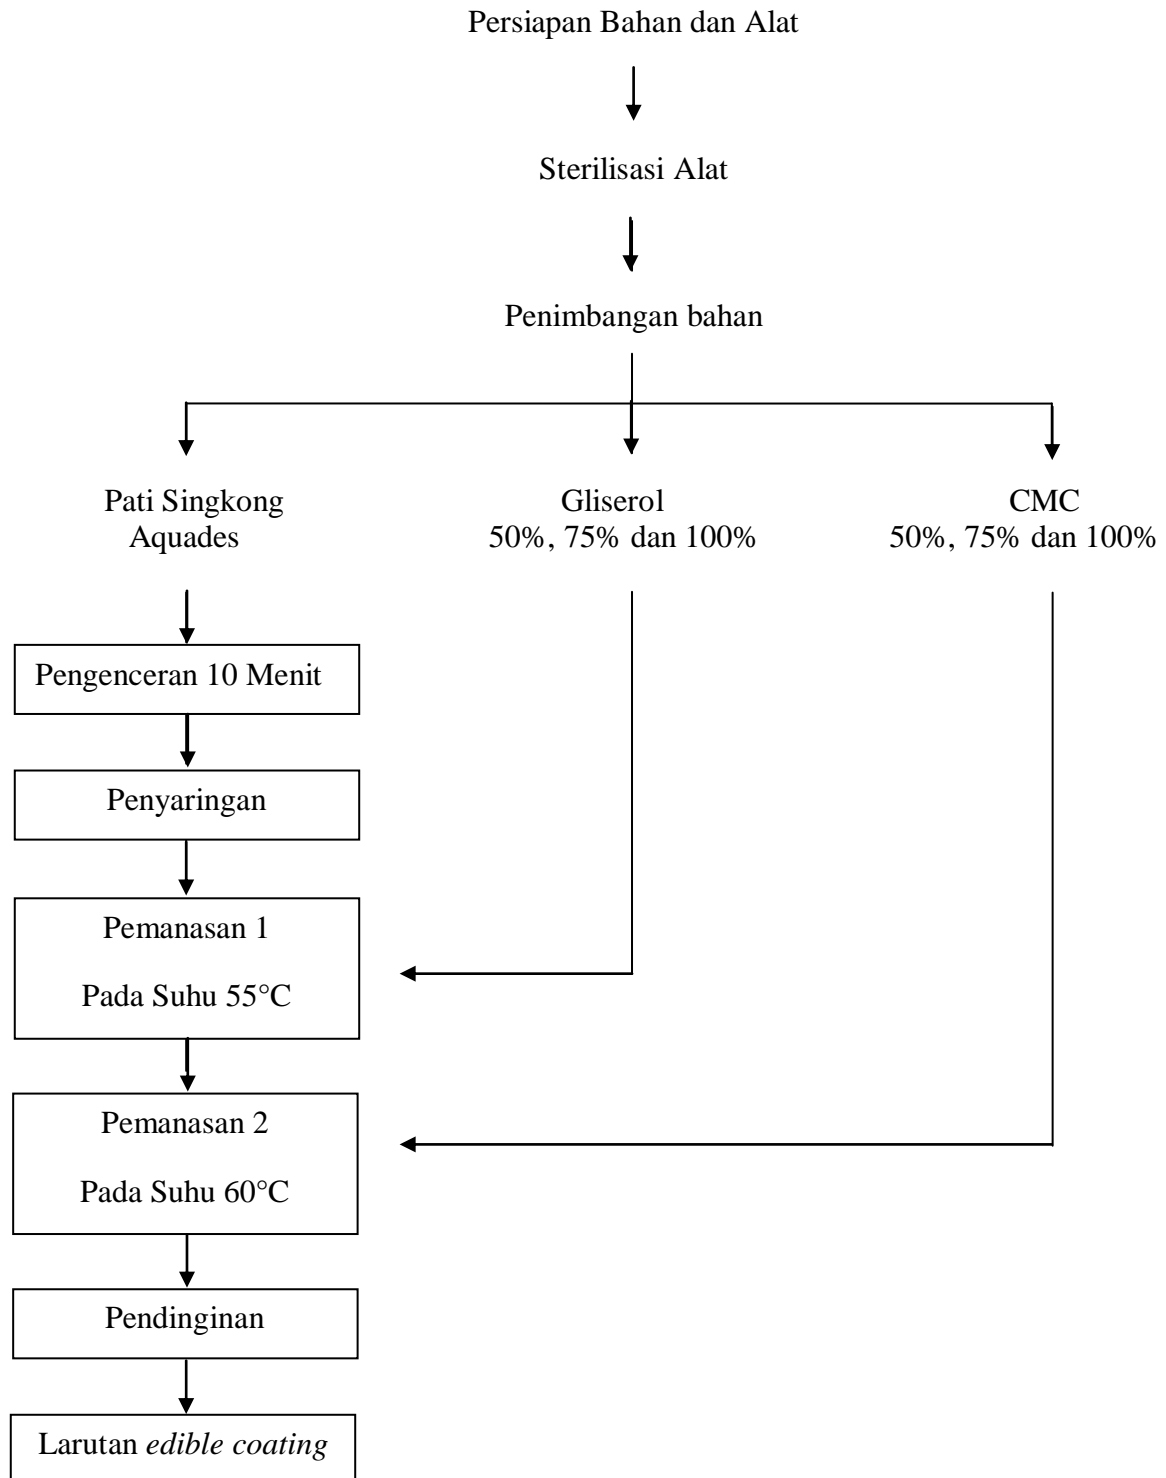 Persiapan Bahan dan Alat
Sterilisasi Alat
Penimbangan bahan
Pati Singkong
Aquades
Gliserol
50%, 75% dan 100%
CMC
50%, 75% dan 100%
Pengenceran 10 Menit
Penyaringan
Pemanasan 1
Pada Suhu 55°C
Pemanasan 2
Pada Suhu 60°C
Pendinginan
Larutan edible coating